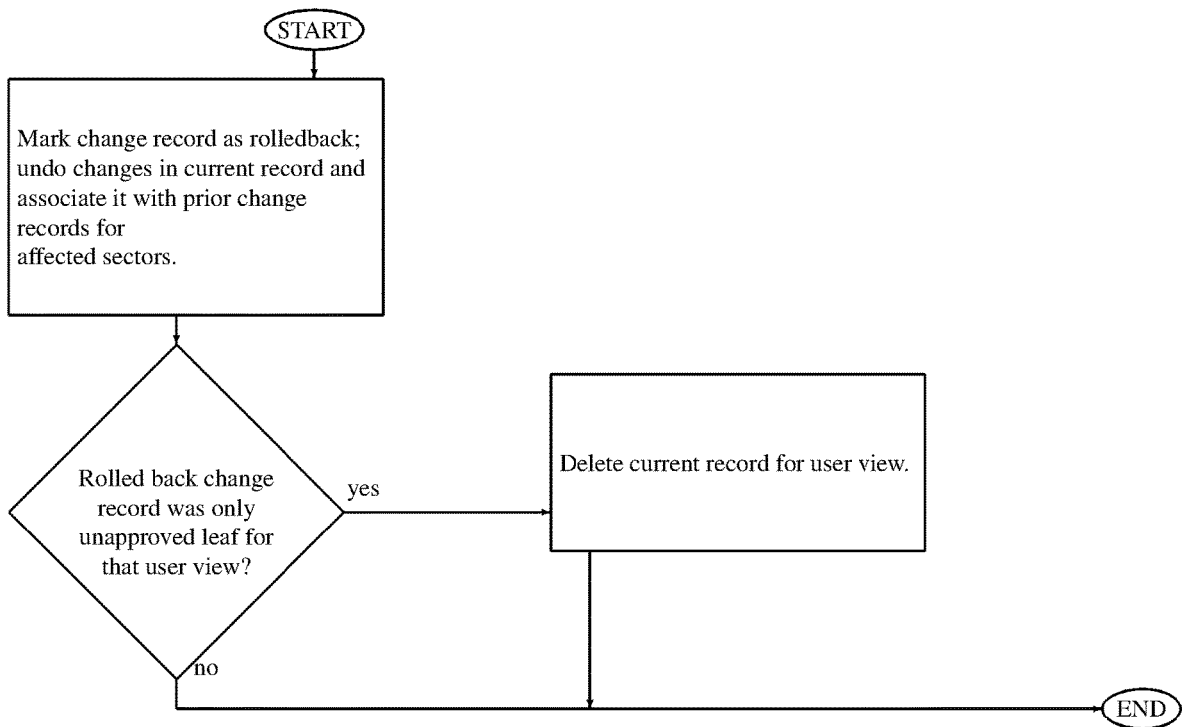 START
Mark change record as rolledback;
undo changes in current record and
associate it with prior change
records for
affected sectors.
Rolled back change
record was only
unapproved leaf for
that user view?
yes
Delete current record for user view.
no
END